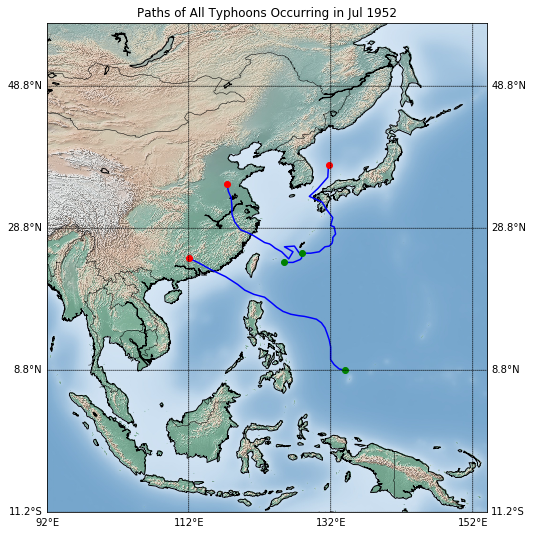 Paths of All Typhoons Occurring in Jul 1952
48.8°N 48.8°N
28.8°N 28.8°N
8.8°N 8.8°N
11.2°S 11.2°S
92°E 112°E 132°E 152°E